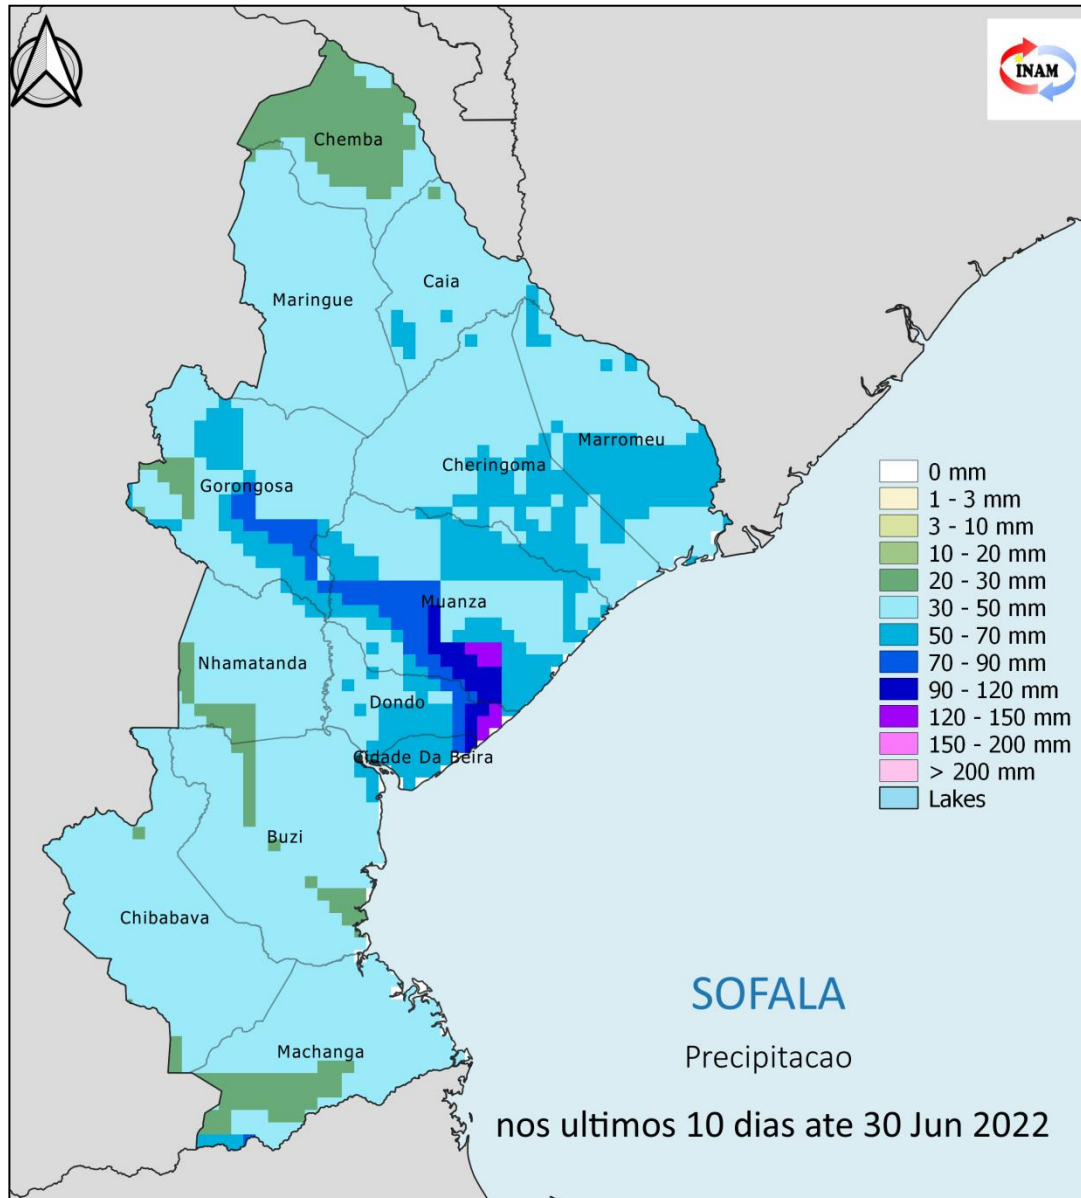 INAM
Chemba
Caia
Maringue
Marromeu
Cheringoma
Gorongosa
Muanza
Nhamatanda
Dondo
Cidade Da Beira
Buzi
Chibabava
Machanga
0 mm
1 - 3 mm
3 - 10 mm
10 - 20 mm
20 - 30 mm
30 - 50 mm
50 - 70 mm
70 - 90 mm
90 - 120 mm
120 - 150 mm
150 - 200 mm
> 200 mm
Lakes
SOFALA
Precipitacao
nos ultimos 10 dias ate 30 Jun 2022